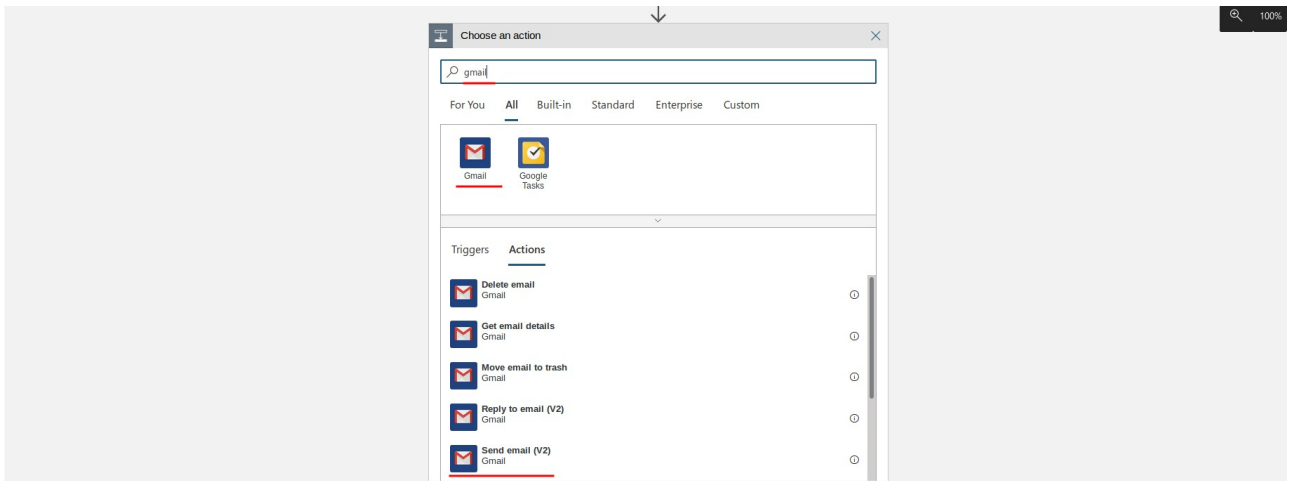 100%
Choose an action
gmail
For You All Built-in Standard Enterprise Custom
Gmail
Google
Tasks
Triggers Actions
Delete email
Gmail
Get email details
Gmail
Move email to trash
Gmail
Reply to email (V2)
Gmail
Send email (V2)
Gmail